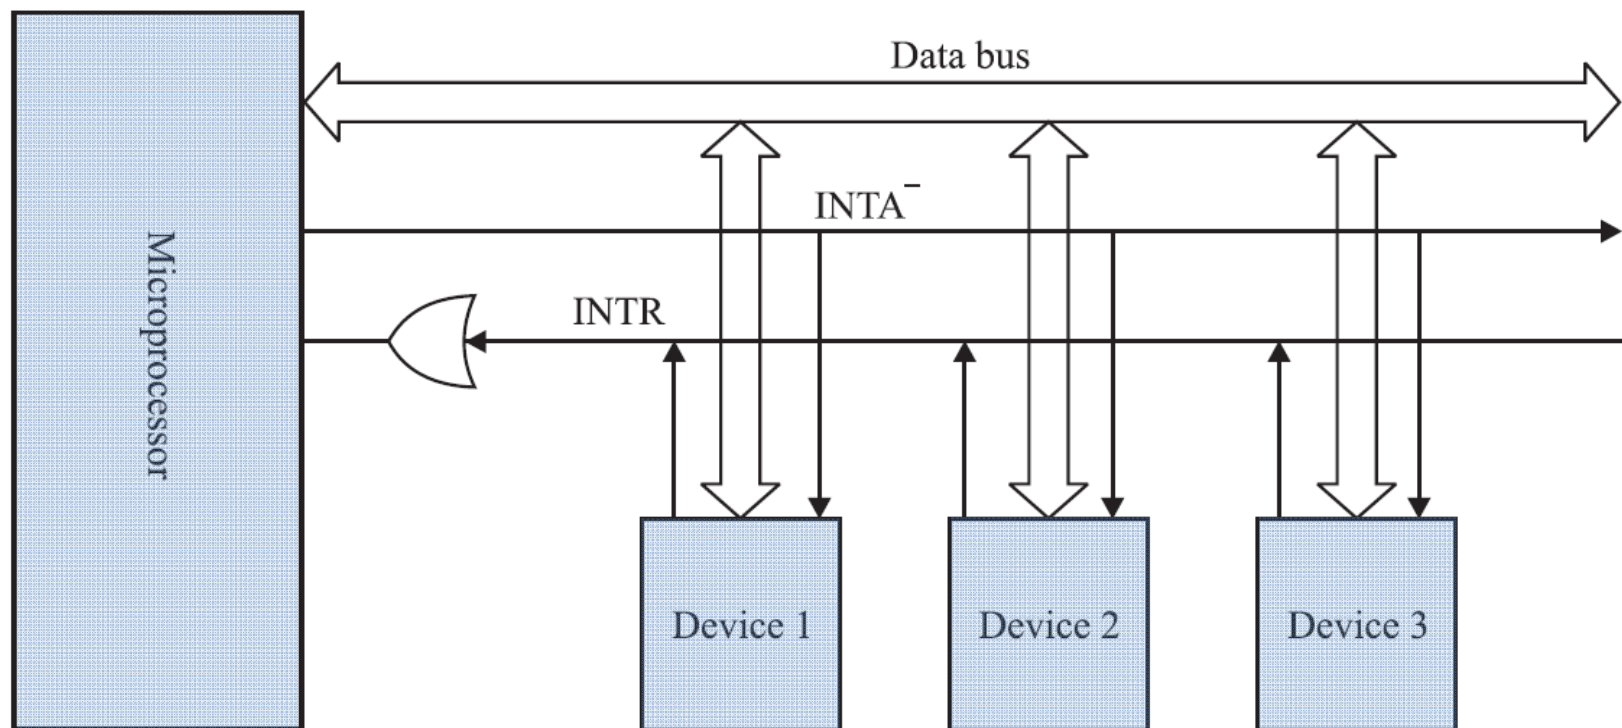 Data bus
INTA¯
INTR
Microprocessor
Device 1
Device 2
Device 3